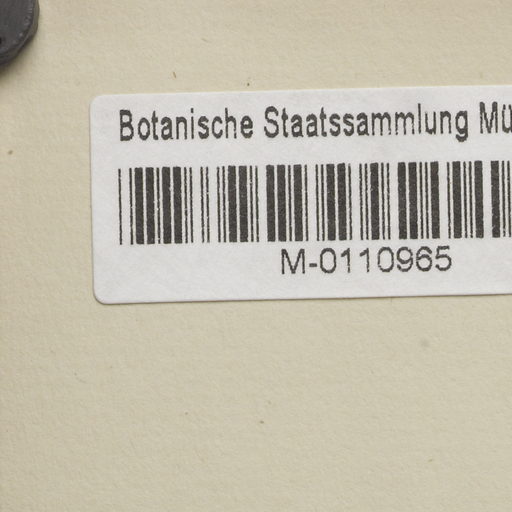 Botanische Staatssammlung Mü
M-0110965